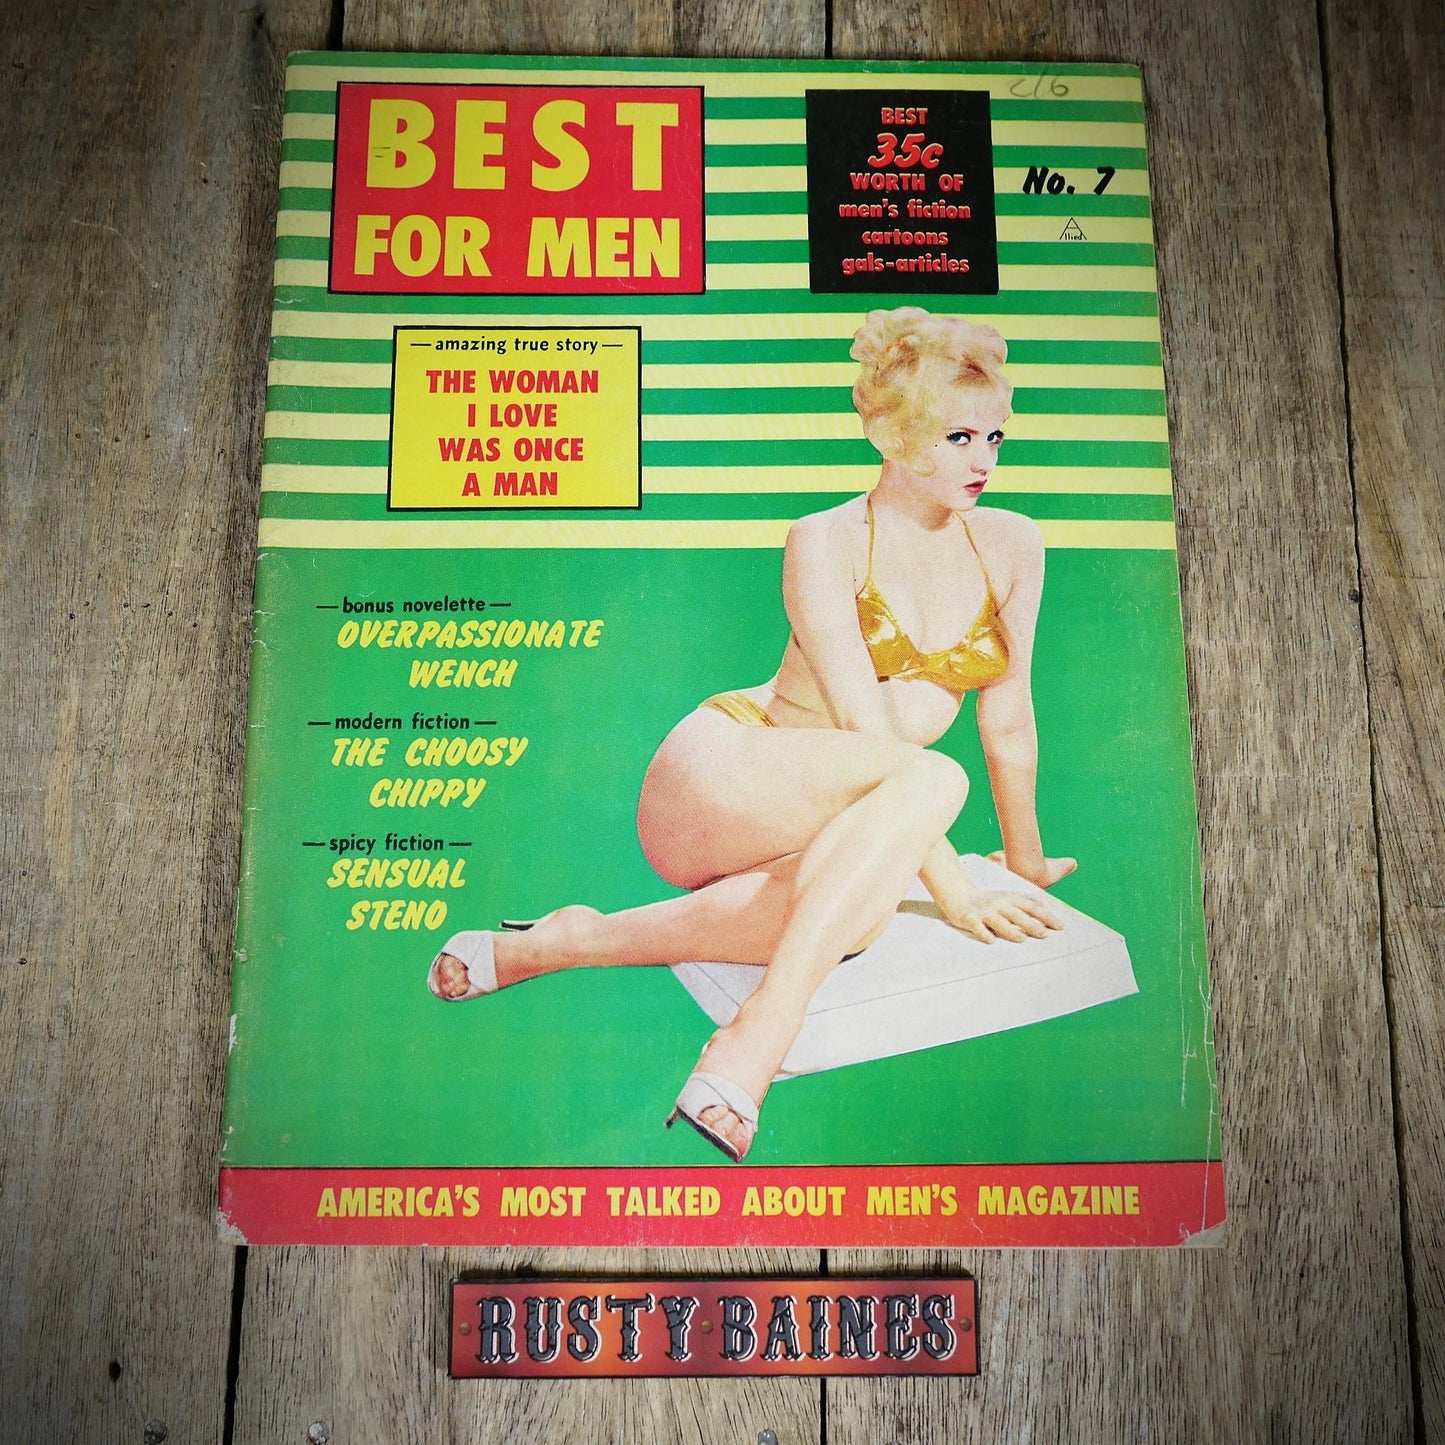 BEST
FOR MEN
BEST
35c
WORTH OF
men's fiction
cartoons
gals-articles
2/6
No. 7
Allied
—amazing true story—
THE WOMAN
I LOVE
WAS ONCE
A MAN
—bonus novelette—
OVERPASSIONATE
WENCH
—modern fiction—
THE CHOOSY
CHIPPY
—spicy fiction—
SENSUAL
STENO
AMERICA'S MOST TALKED ABOUT MEN'S MAGAZINE
RUSTY BAINES